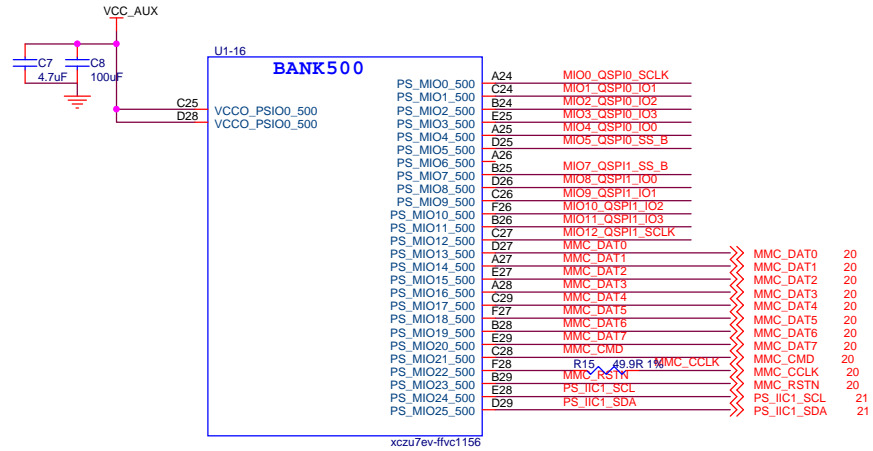 VCC_AUX
C7
4.7uF
C8
100uF
U1-16
BANK500
C25 VCCO_PSIO0_500
D28 VCCO_PSIO0_500
PS_MIO0_500 A24 MIO0_QSPI0_SCLK
PS_MIO1_500 C24 MIO1_QSPI0_IO1
PS_MIO2_500 B24 MIO2_QSPI0_IO2
PS_MIO3_500 E25 MIO3_QSPI0_IO3
PS_MIO4_500 A25 MIO4_QSPI0_IO0
PS_MIO5_500 D25 MIO5_QSPI0_SS_B
PS_MIO6_500 A26
PS_MIO7_500 B25 MIO7_QSPI1_SS_B
PS_MIO8_500 D26 MIO8_QSPI1_IO0
PS_MIO9_500 C26 MIO9_QSPI1_IO1
PS_MIO10_500 F26 MIO10_QSPI1_IO2
PS_MIO11_500 B26 MIO11_QSPI1_IO3
PS_MIO12_500 C27 MIO12_QSPI1_SCLK
PS_MIO13_500 D27 MMC_DAT0 MMC_DAT0 20
PS_MIO14_500 A27 MMC_DAT1 MMC_DAT1 20
PS_MIO15_500 E27 MMC_DAT2 MMC_DAT2 20
PS_MIO16_500 A28 MMC_DAT3 MMC_DAT3 20
PS_MIO17_500 C29 MMC_DAT4 MMC_DAT4 20
PS_MIO18_500 F27 MMC_DAT5 MMC_DAT5 20
PS_MIO19_500 B28 MMC_DAT6 MMC_DAT6 20
PS_MIO20_500 E29 MMC_DAT7 MMC_DAT7 20
PS_MIO21_500 C28 MMC_CMD MMC_CMD 20
PS_MIO22_500 F28 R15 49.9R 1% MMC_CCLK MMC_CCLK 20
PS_MIO23_500 B29 MMC_RSTN MMC_RSTN 20
PS_MIO24_500 E28 PS_IIC1_SCL PS_IIC1_SCL 21
PS_MIO25_500 D29 PS_IIC1_SDA PS_IIC1_SDA 21
xczu7ev-ffvc1156